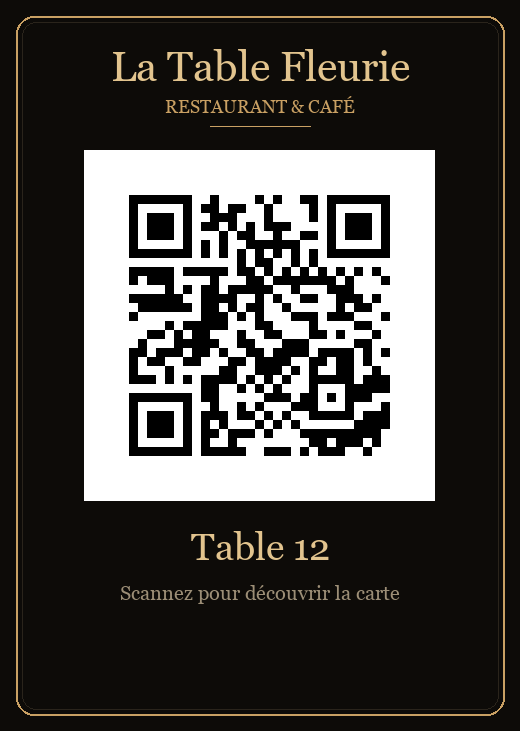 La Table Fleurie
RESTAURANT & CAFÉ
Table 12
Scannez pour découvrir la carte